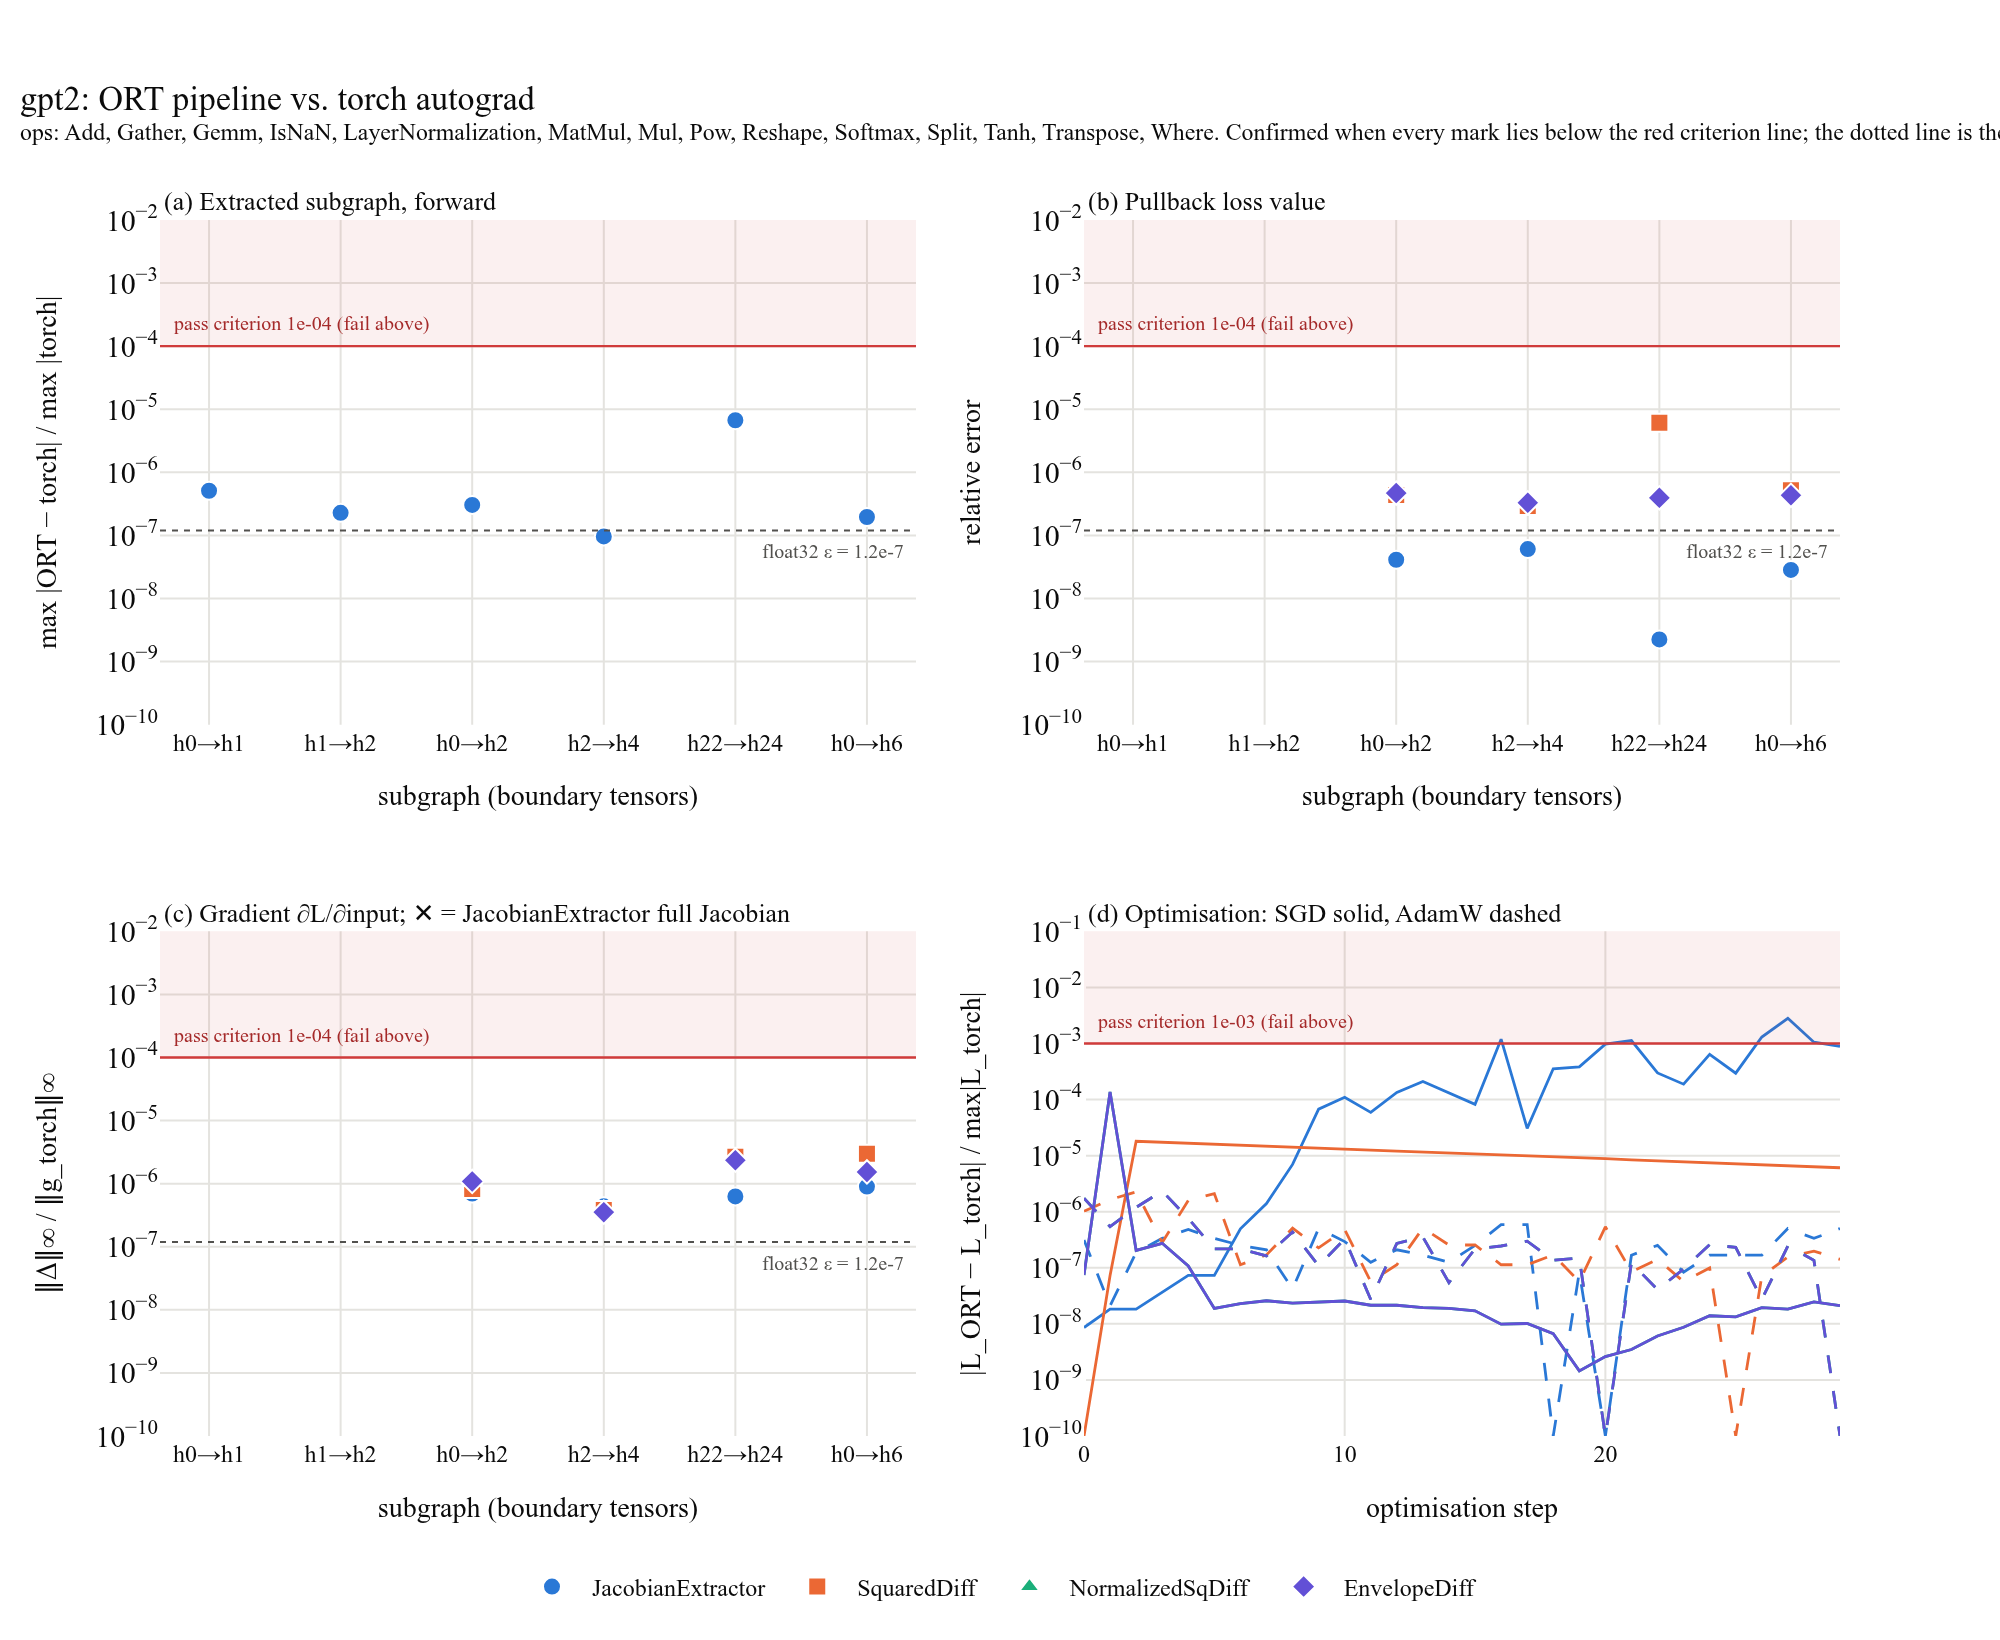 gpt2: ORT pipeline vs. torch autograd
ops: Add, Gather, Gemm, IsNaN, LayerNormalization, MatMul, Mul, Pow, Reshape, Softmax, Split, Tanh, Transpose, Where. Confirmed when every mark lies below the red criterion line; the dotted line is the
(a) Extracted subgraph, forward
max |ORT − torch| / max |torch|
10−2
10−3
10−4
10−5
10−6
10−7
10−8
10−9
10−10
pass criterion 1e-04 (fail above)
float32 ε = 1.2e-7
h0→h1 h1→h2 h0→h2 h2→h4 h22→h24 h0→h6
subgraph (boundary tensors)
(b) Pullback loss value
relative error
10−2
10−3
10−4
10−5
10−6
10−7
10−8
10−9
10−10
pass criterion 1e-04 (fail above)
float32 ε = 1.2e-7
h0→h1 h1→h2 h0→h2 h2→h4 h22→h24 h0→h6
subgraph (boundary tensors)
(c) Gradient ∂L/∂input; ✕ = JacobianExtractor full Jacobian
‖Δ‖∞ / ‖g_torch‖∞
10−2
10−3
10−4
10−5
10−6
10−7
10−8
10−9
10−10
pass criterion 1e-04 (fail above)
float32 ε = 1.2e-7
h0→h1 h1→h2 h0→h2 h2→h4 h22→h24 h0→h6
subgraph (boundary tensors)
(d) Optimisation: SGD solid, AdamW dashed
|L_ORT − L_torch| / max|L_torch|
10−1
10−2
10−3
10−4
10−5
10−6
10−7
10−8
10−9
10−10
pass criterion 1e-03 (fail above)
0 10 20
optimisation step
JacobianExtractor SquaredDiff NormalizedSqDiff EnvelopeDiff